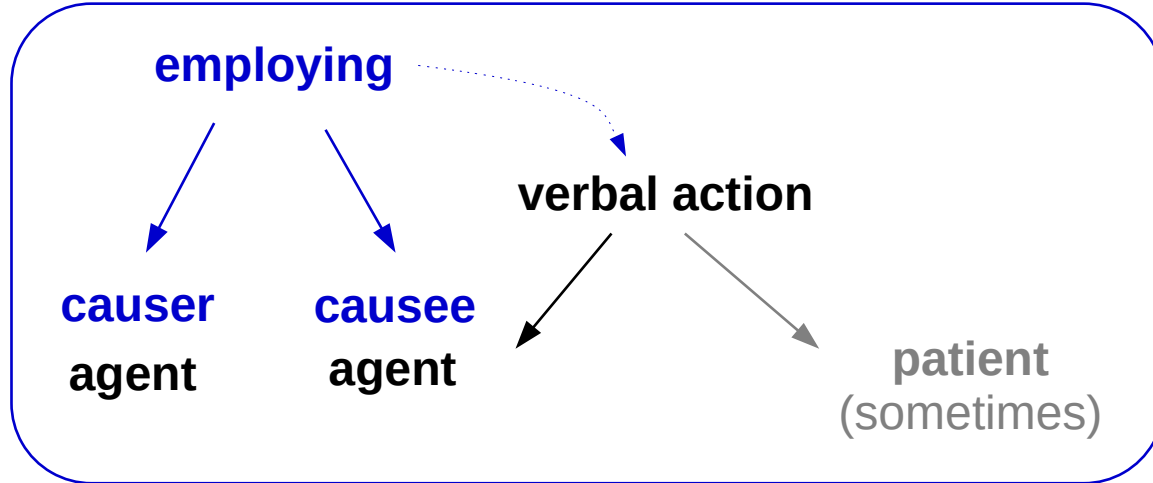 employing
verbal action
causer
agent
causee
agent
patient
(sometimes)